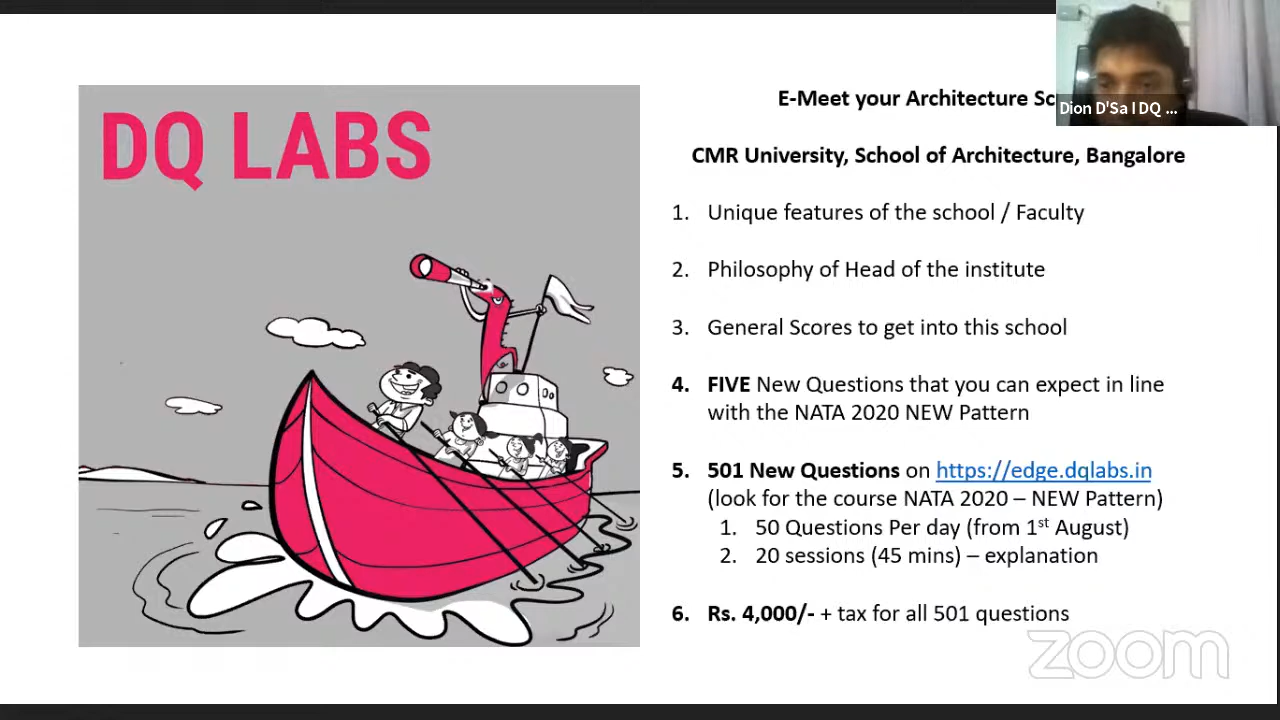 DQ LABS
E-Meet your Architecture
Dion D'Sa I DQ ...
CMR University, School of Architecture, Bangalore
1. Unique features of the school / Faculty
2. Philosophy of Head of the institute
3. General Scores to get into this school
4. FIVE New Questions that you can expect in line
with the NATA 2020 NEW Pattern
5. 501 New Questions on https://edge.dqlabs.in
(look for the course NATA 2020 – NEW Pattern)
1. 50 Questions Per day (from 1st August)
2. 20 sessions (45 mins) – explanation
6. Rs. 4,000/- + tax for all 501 questions
zoom